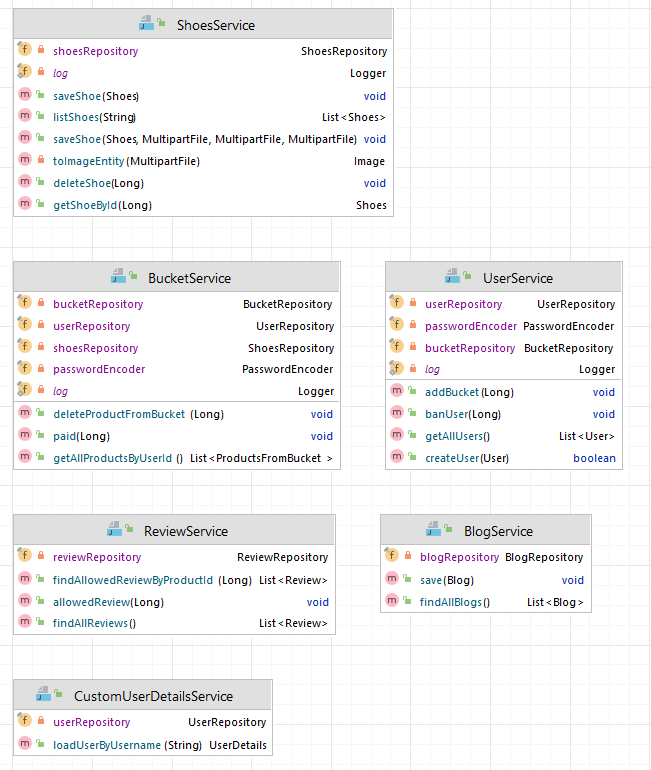 ShoesService
shoesRepository ShoesRepository
log Logger
saveShoe(Shoes) void
listShoes(String) List<Shoes>
saveShoe(Shoes, MultipartFile, MultipartFile, MultipartFile) void
toImageEntity(MultipartFile) Image
deleteShoe(Long) void
getShoeById(Long) Shoes
BucketService
bucketRepository BucketRepository
userRepository UserRepository
shoesRepository ShoesRepository
passwordEncoder PasswordEncoder
log Logger
deleteProductFromBucket (Long) void
paid(Long) void
getAllProductsByUserId () List<ProductsFromBucket >
UserService
userRepository UserRepository
passwordEncoder PasswordEncoder
bucketRepository BucketRepository
log Logger
addBucket(Long) void
banUser(Long) void
getAllUsers() List<User>
createUser(User) boolean
ReviewService
reviewRepository ReviewRepository
findAllowedReviewByProductId (Long) List<Review>
allowedReview(Long) void
findAllReviews() List<Review>
BlogService
blogRepository BlogRepository
save(Blog) void
findAllBlogs() List<Blog>
CustomUserDetailsService
userRepository UserRepository
loadUserByUsername (String) UserDetails